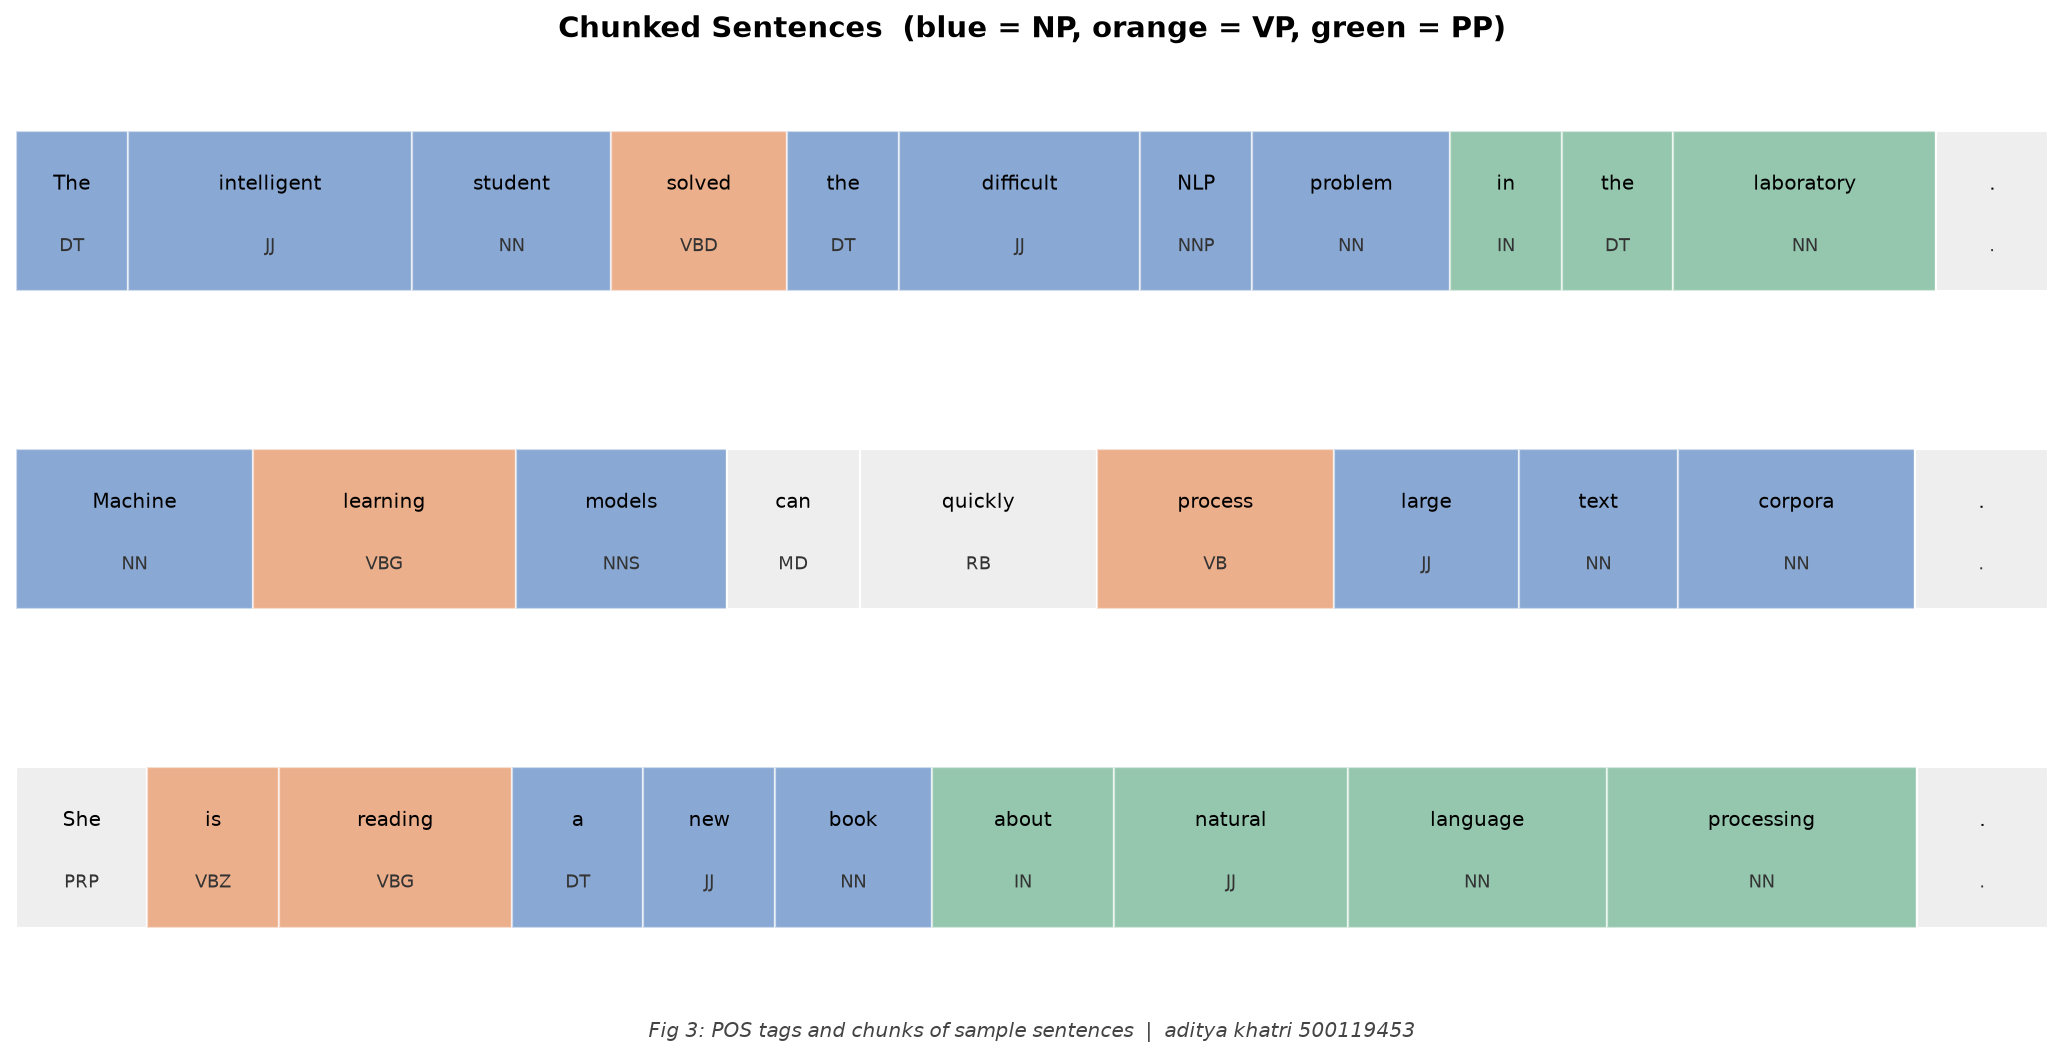 Chunked Sentences  (blue = NP, orange = VP, green = PP)
The intelligent student solved the difficult NLP problem in the laboratory .
DT JJ NN VBD DT JJ NNP NN IN DT NN .
Machine learning models can quickly process large text corpora .
NN VBG NNS MD RB VB JJ NN NN .
She is reading a new book about natural language processing .
PRP VBZ VBG DT JJ NN IN JJ NN NN .
Fig 3: POS tags and chunks of sample sentences  |  aditya khatri 500119453